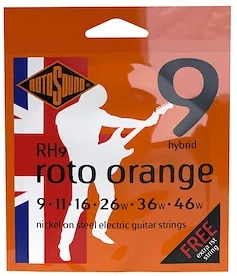 ROTOSOUND
9
hybrid
RH9
roto orange
9·11·16·26w·36w·46w
nickel on steel electric guitar strings
FREE
extra 1st
string